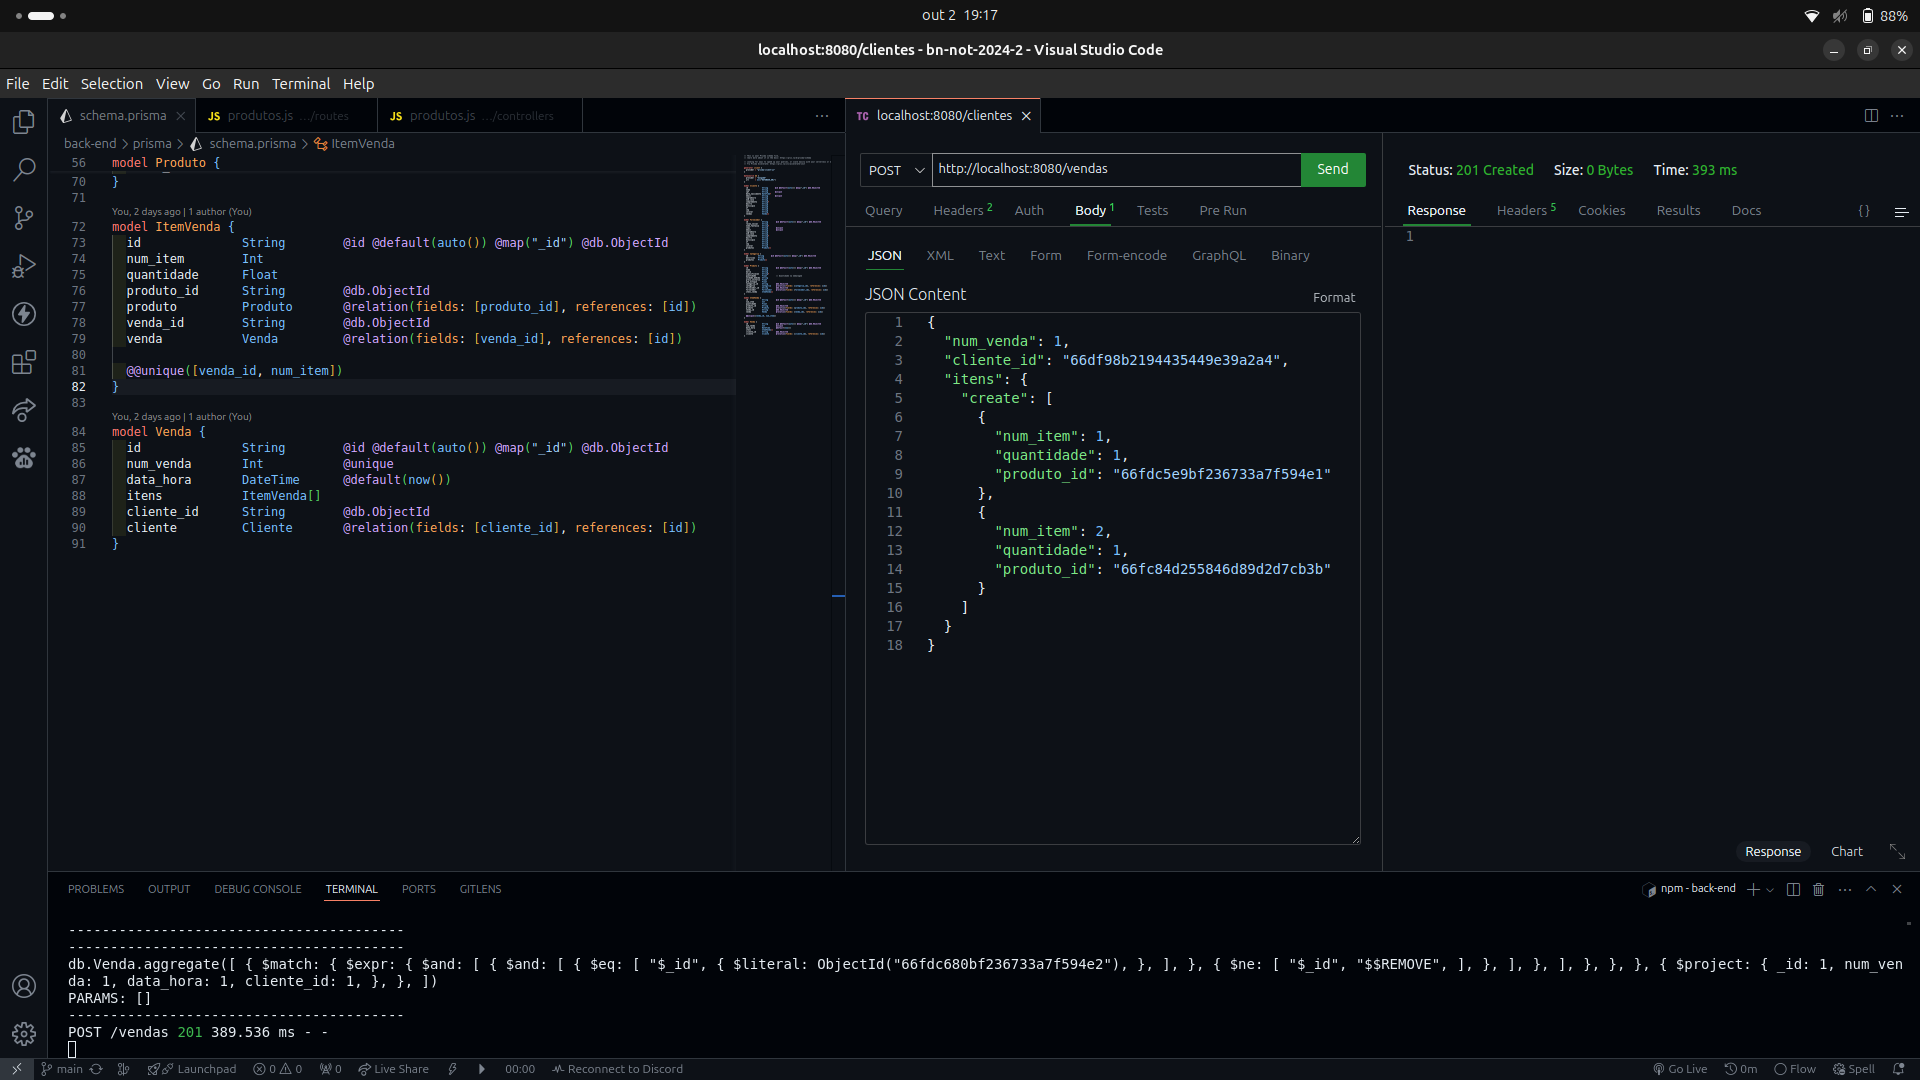 out 2 19:17
88%
localhost:8080/clientes - bn-not-2024-2 - Visual Studio Code
File Edit Selection View Go Run Terminal Help
schema.prisma
JS produtos.js .../routes
JS produtos.js .../controllers
TC localhost:8080/clientes
back-end > prisma > schema.prisma > ItemVenda
56 model Produto {
70 }
71
You, 2 days ago | 1 author (You)
72 model ItemVenda {
73 id String @id @default(auto()) @map("_id") @db.ObjectId
74 num_item Int
75 quantidade Float
76 produto_id String @db.ObjectId
77 produto Produto @relation(fields: [produto_id], references: [id])
78 venda_id String @db.ObjectId
79 venda Venda @relation(fields: [venda_id], references: [id])
80
81 @@unique([venda_id, num_item])
82 }
83
You, 2 days ago | 1 author (You)
84 model Venda {
85 id String @id @default(auto()) @map("_id") @db.ObjectId
86 num_venda Int @unique
87 data_hora DateTime @default(now())
88 itens ItemVenda[]
89 cliente_id String @db.ObjectId
90 cliente Cliente @relation(fields: [cliente_id], references: [id])
91 }
POST http://localhost:8080/vendas Send
Query Headers 2 Auth Body 1 Tests Pre Run
JSON XML Text Form Form-encode GraphQL Binary
JSON Content
Format
1 {
2 "num_venda": 1,
3 "cliente_id": "66df98b2194435449e39a2a4",
4 "itens": {
5 "create": [
6 {
7 "num_item": 1,
8 "quantidade": 1,
9 "produto_id": "66fdc5e9bf236733a7f594e1"
10 },
11 {
12 "num_item": 2,
13 "quantidade": 1,
14 "produto_id": "66fc84d255846d89d2d7cb3b"
15 }
16 ]
17 }
18 }
Status: 201 Created Size: 0 Bytes Time: 393 ms
Response Headers 5 Cookies Results Docs {}
1
Response Chart
PROBLEMS OUTPUT DEBUG CONSOLE TERMINAL PORTS GITLENS
npm - back-end
----------------------------------------
----------------------------------------
db.Venda.aggregate([ { $match: { $expr: { $and: [ { $and: [ { $eq: [ "$_id", { $literal: ObjectId("66fdc680bf236733a7f594e2"), }, ], }, { $ne: [ "$_id", "$$REMOVE", ], }, ], }, ], }, }, }, { $project: { _id: 1, num_ven
da: 1, data_hora: 1, cliente_id: 1, }, }, ])
PARAMS: []
----------------------------------------
POST /vendas 201 389.536 ms - -
main Launchpad 0 0 0 Live Share 00:00 Reconnect to Discord
Go Live 0m Flow Spell